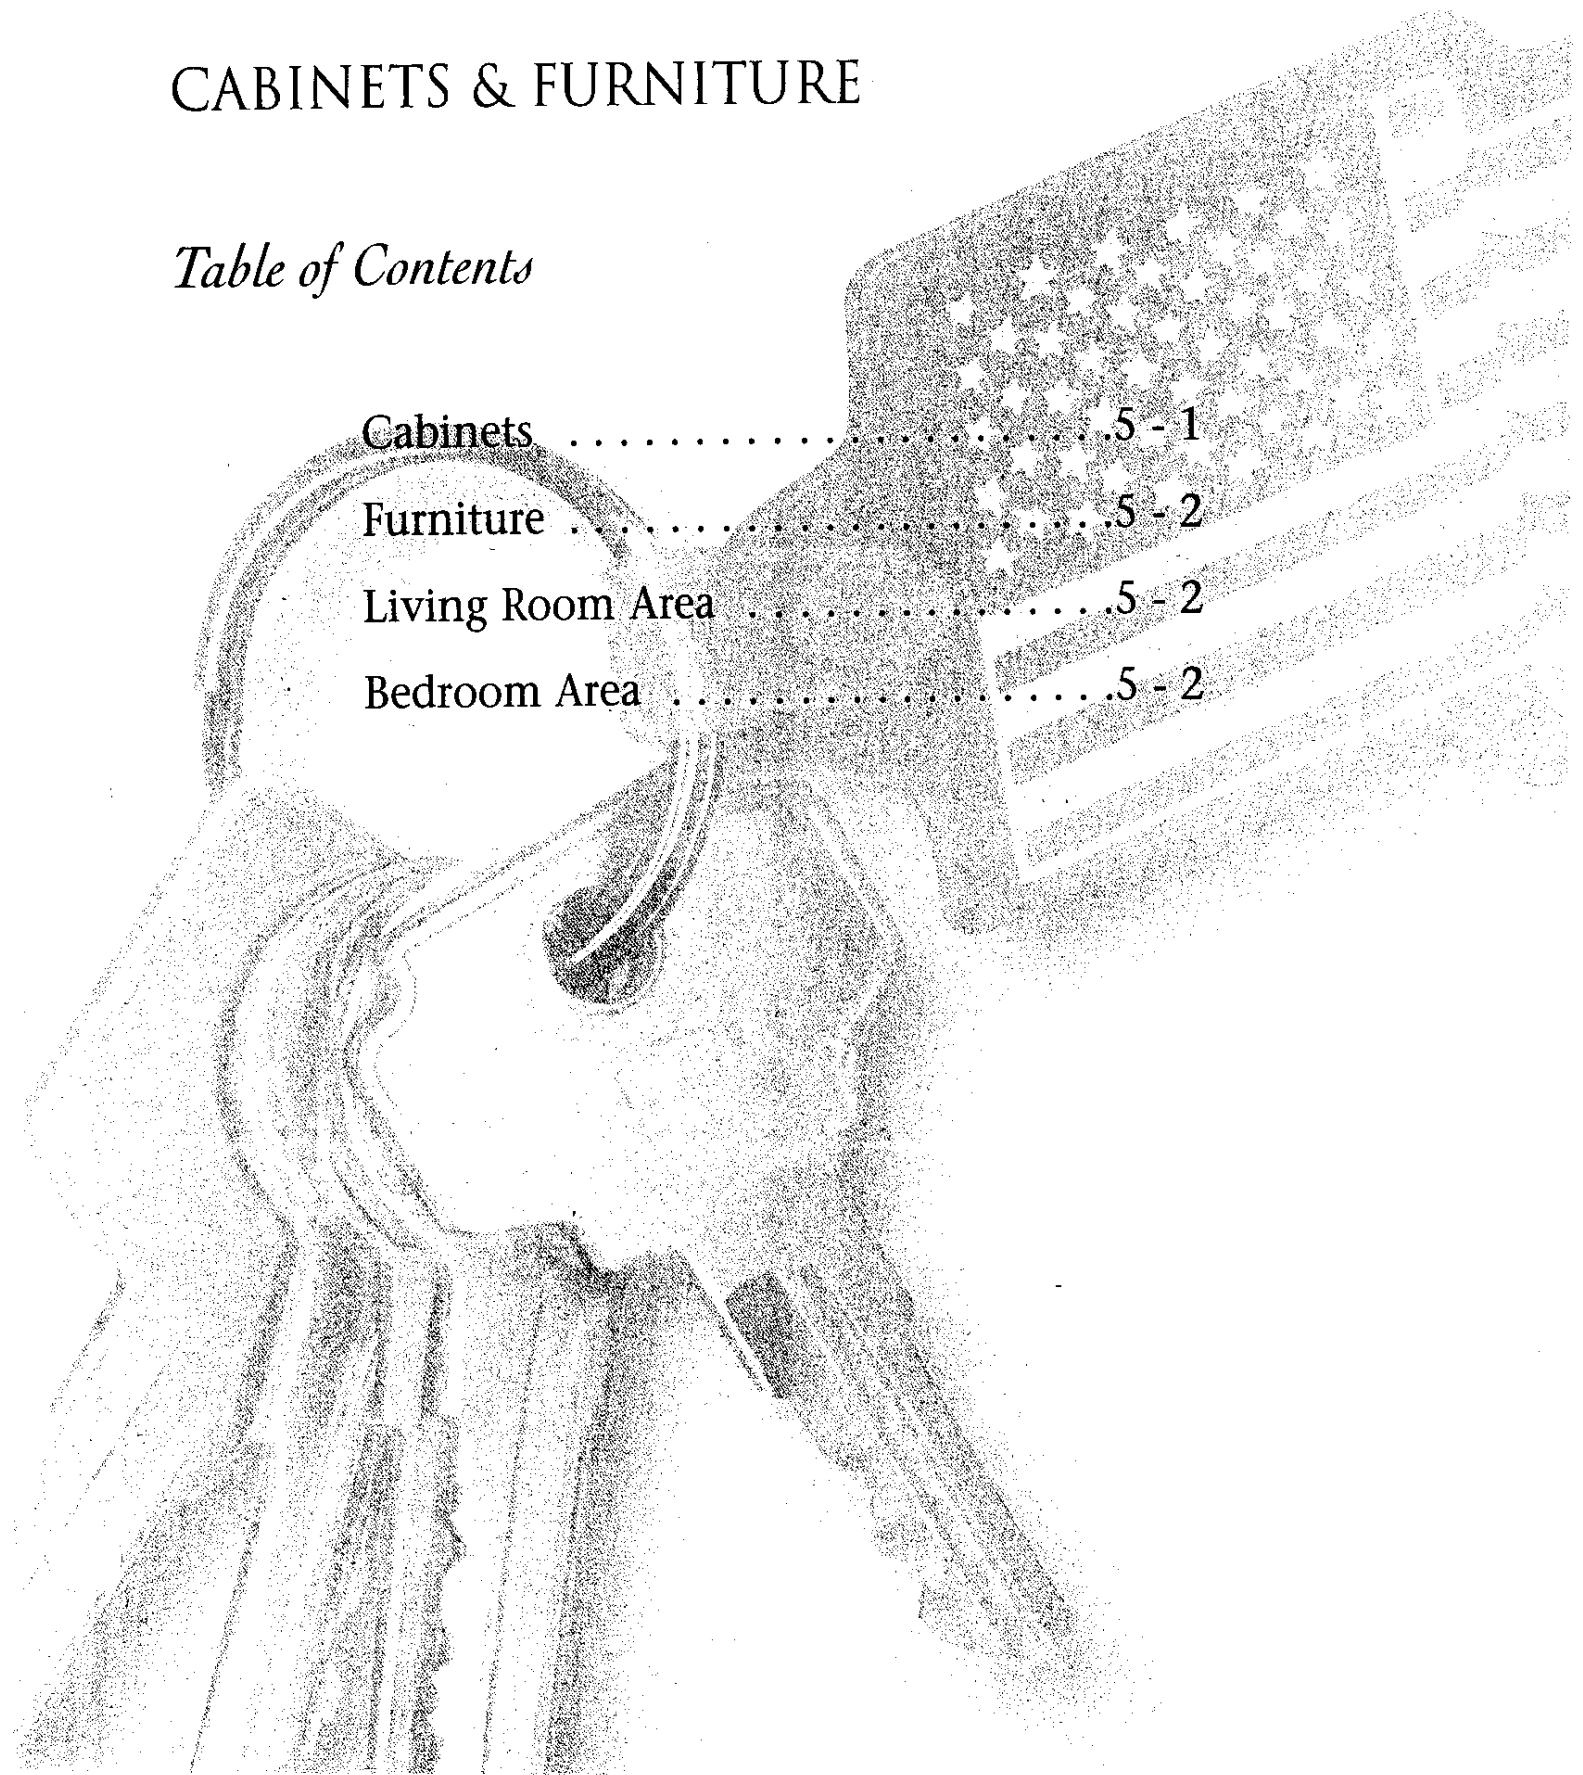 CABINETS & FURNITURE
Table of Contents
Cabinets . . . . . . . . . . . . . . . . . . . . . .5 - 1
Furniture . . . . . . . . . . . . . . . . . . . . . .5 - 2
Living Room Area . . . . . . . . . . . . . . .5 - 2
Bedroom Area . . . . . . . . . . . . . . . . . .5 - 2